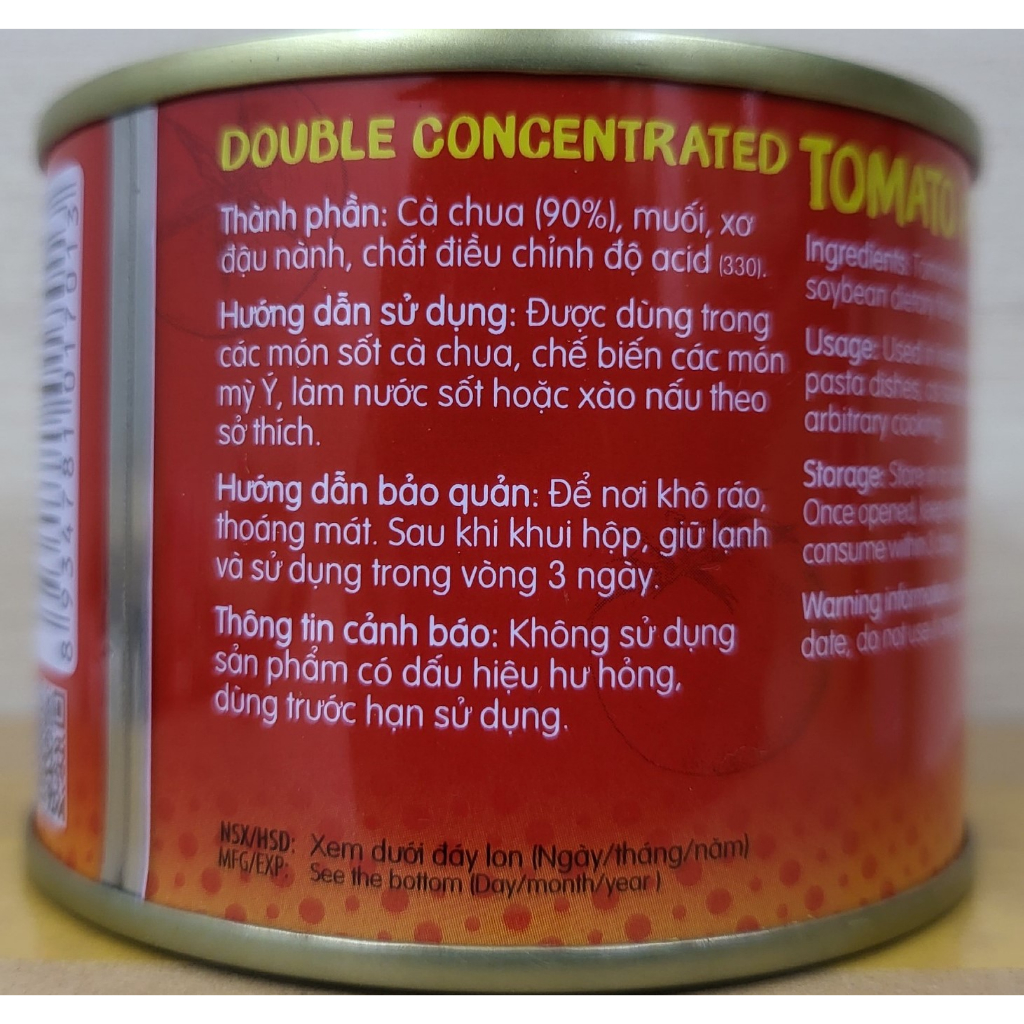 DOUBLE CONCENTRATED TOMATO
Thành phần: Cà chua (90%), muối, xơ
đậu nành, chất điều chỉnh độ acid (330).
Hướng dẫn sử dụng: Được dùng trong
các món sốt cà chua, chế biến các món
mỳ Ý, làm nước sốt hoặc xào nấu theo
sở thích.
Hướng dẫn bảo quản: Để nơi khô ráo,
thoáng mát. Sau khi khui hộp, giữ lạnh
và sử dụng trong vòng 3 ngày.
Thông tin cảnh báo: Không sử dụng
sản phẩm có dấu hiệu hư hỏng,
dùng trước hạn sử dụng.
NSX/HSD: Xem dưới đáy lon (Ngày/tháng/năm)
MFG/EXP: See the bottom (Day/month/year)
Ingredients:
soybean dietary
Usage: Used in
pasta dishes,
arbitrary cooking
Storage: Store
Once opened, keep
consume within
Warning information
date, do not use
8934781017013